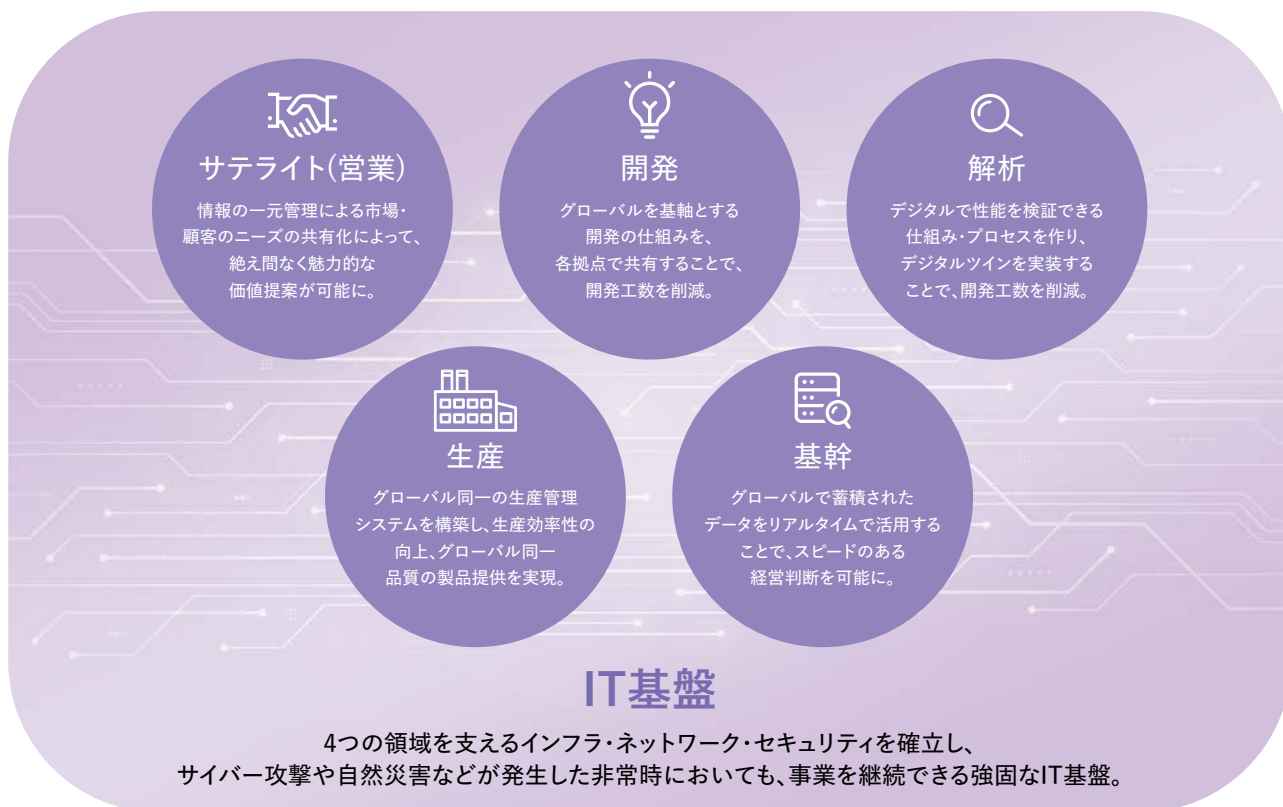 サテライト(営業)
情報の一元管理による市場・
顧客のニーズの共有化によって、
絶え間なく魅力的な
価値提案が可能に。
開発
グローバルを基軸とする
開発の仕組みを、
各拠点で共有することで、
開発工数を削減。
解析
デジタルで性能を検証できる
仕組み・プロセスを作り、
デジタルツインを実装する
ことで、開発工数を削減。
生産
グローバル同一の生産管理
システムを構築し、生産効率性の
向上、グローバル同一
品質の製品提供を実現。
基幹
グローバルで蓄積された
データをリアルタイムで活用する
ことで、スピードのある
経営判断を可能に。
IT基盤
4つの領域を支えるインフラ・ネットワーク・セキュリティを確立し、
サイバー攻撃や自然災害などが発生した非常時においても、事業を継続できる強固なIT基盤。